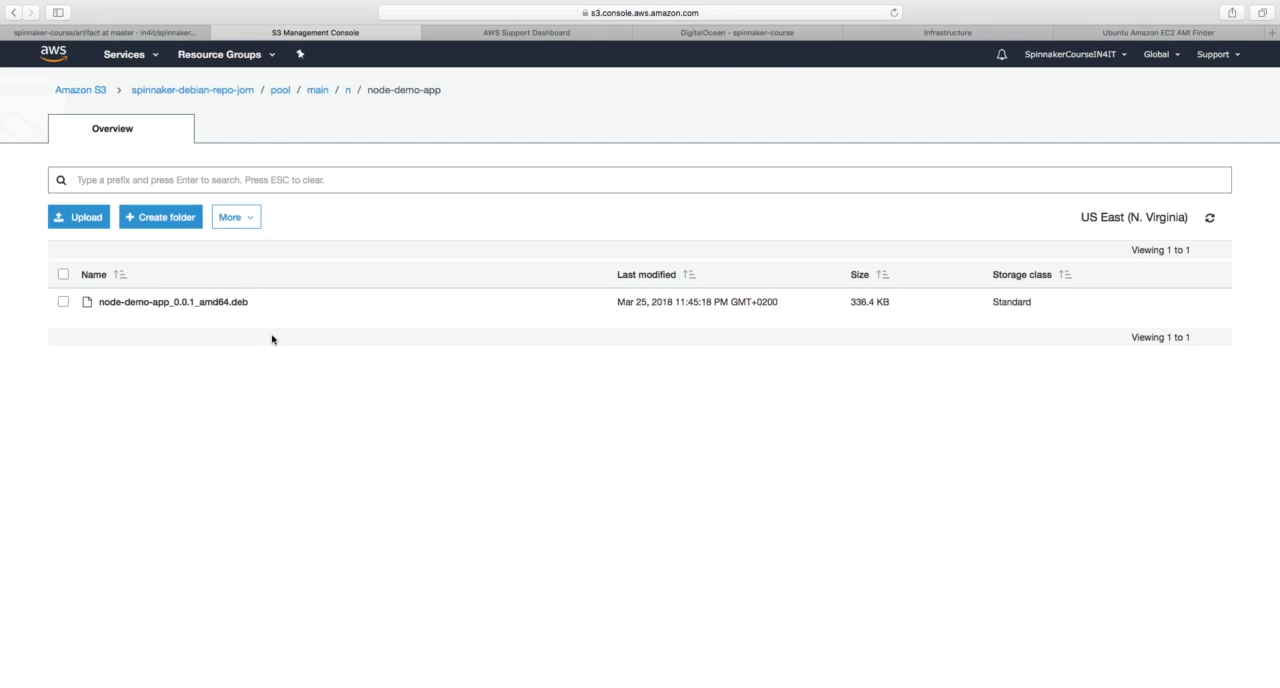 s3.console.aws.amazon.com
spinnaker-course/artifact at master · in4it/spinnaker... S3 Management Console AWS Support Dashboard DigitalOcean - spinnaker-course Infrastructure Ubuntu Amazon EC2 AMI Finder
aws Services Resource Groups SpinnakerCourseIN4IT Global Support
Amazon S3 > spinnaker-debian-repo-jorn / pool / main / n / node-demo-app
Overview
Type a prefix and press Enter to search. Press ESC to clear.
Upload + Create folder More US East (N. Virginia)
Viewing 1 to 1
Name Last modified Size Storage class
node-demo-app_0.0.1_amd64.deb Mar 25, 2018 11:45:18 PM GMT+0200 336.4 KB Standard
Viewing 1 to 1